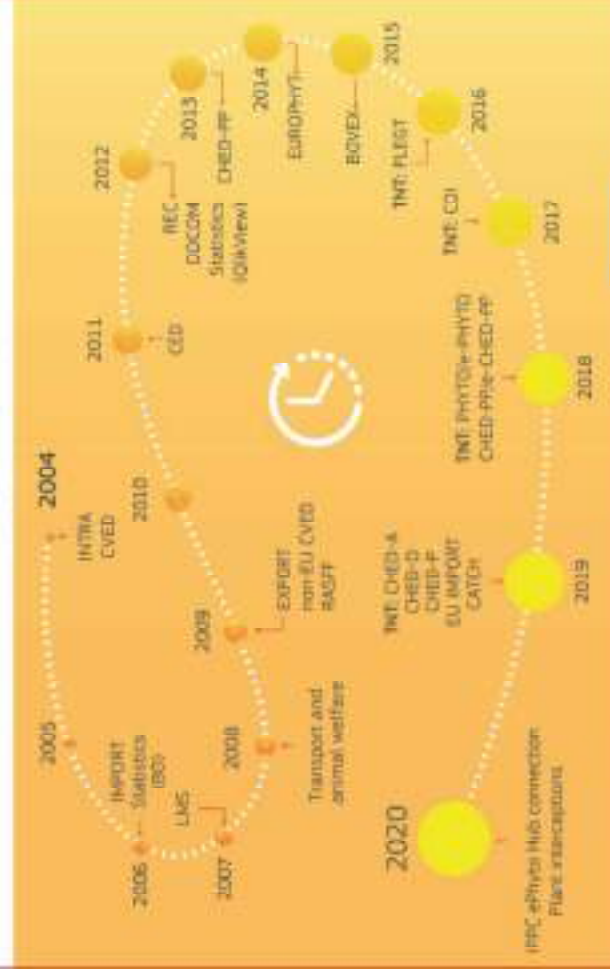 2004
INTRA
CVED
2005
2006
IMPORT
Statistics
(BO)
2007
LMS
2008
Transport and
animal welfare
2009
EXPORT
non-EU CVED
RASFF
2010
2011
CED
2012
REC
DOCOM
Statistics
(QlikView)
2013
CHED-PP
2014
EUROPHYT
2015
BOVEX
2016
TNT: FLEGT
2017
TNT: COI
2018
TNT: PHYTO/e-PHYTO
CHED-PP/e-CHED-PP
2019
TNT: CHED-A
CHED-D
CHED-P
EU IMPORT
CATCH
2020
IPPC ePhyto Hub connection
Plant interceptions